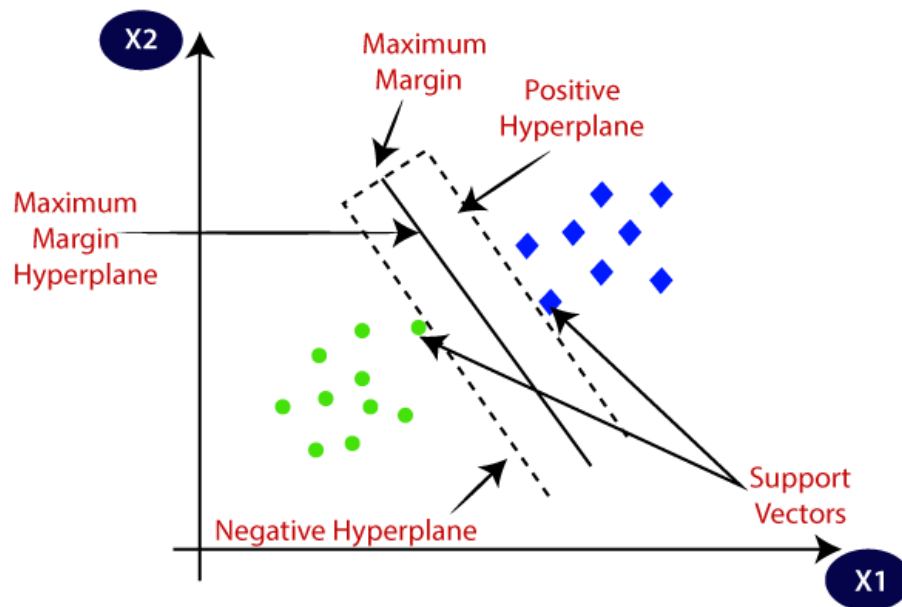 X2
Maximum
Margin
Positive
Hyperplane
Maximum
Margin
Hyperplane
Support
Vectors
Negative Hyperplane
X1